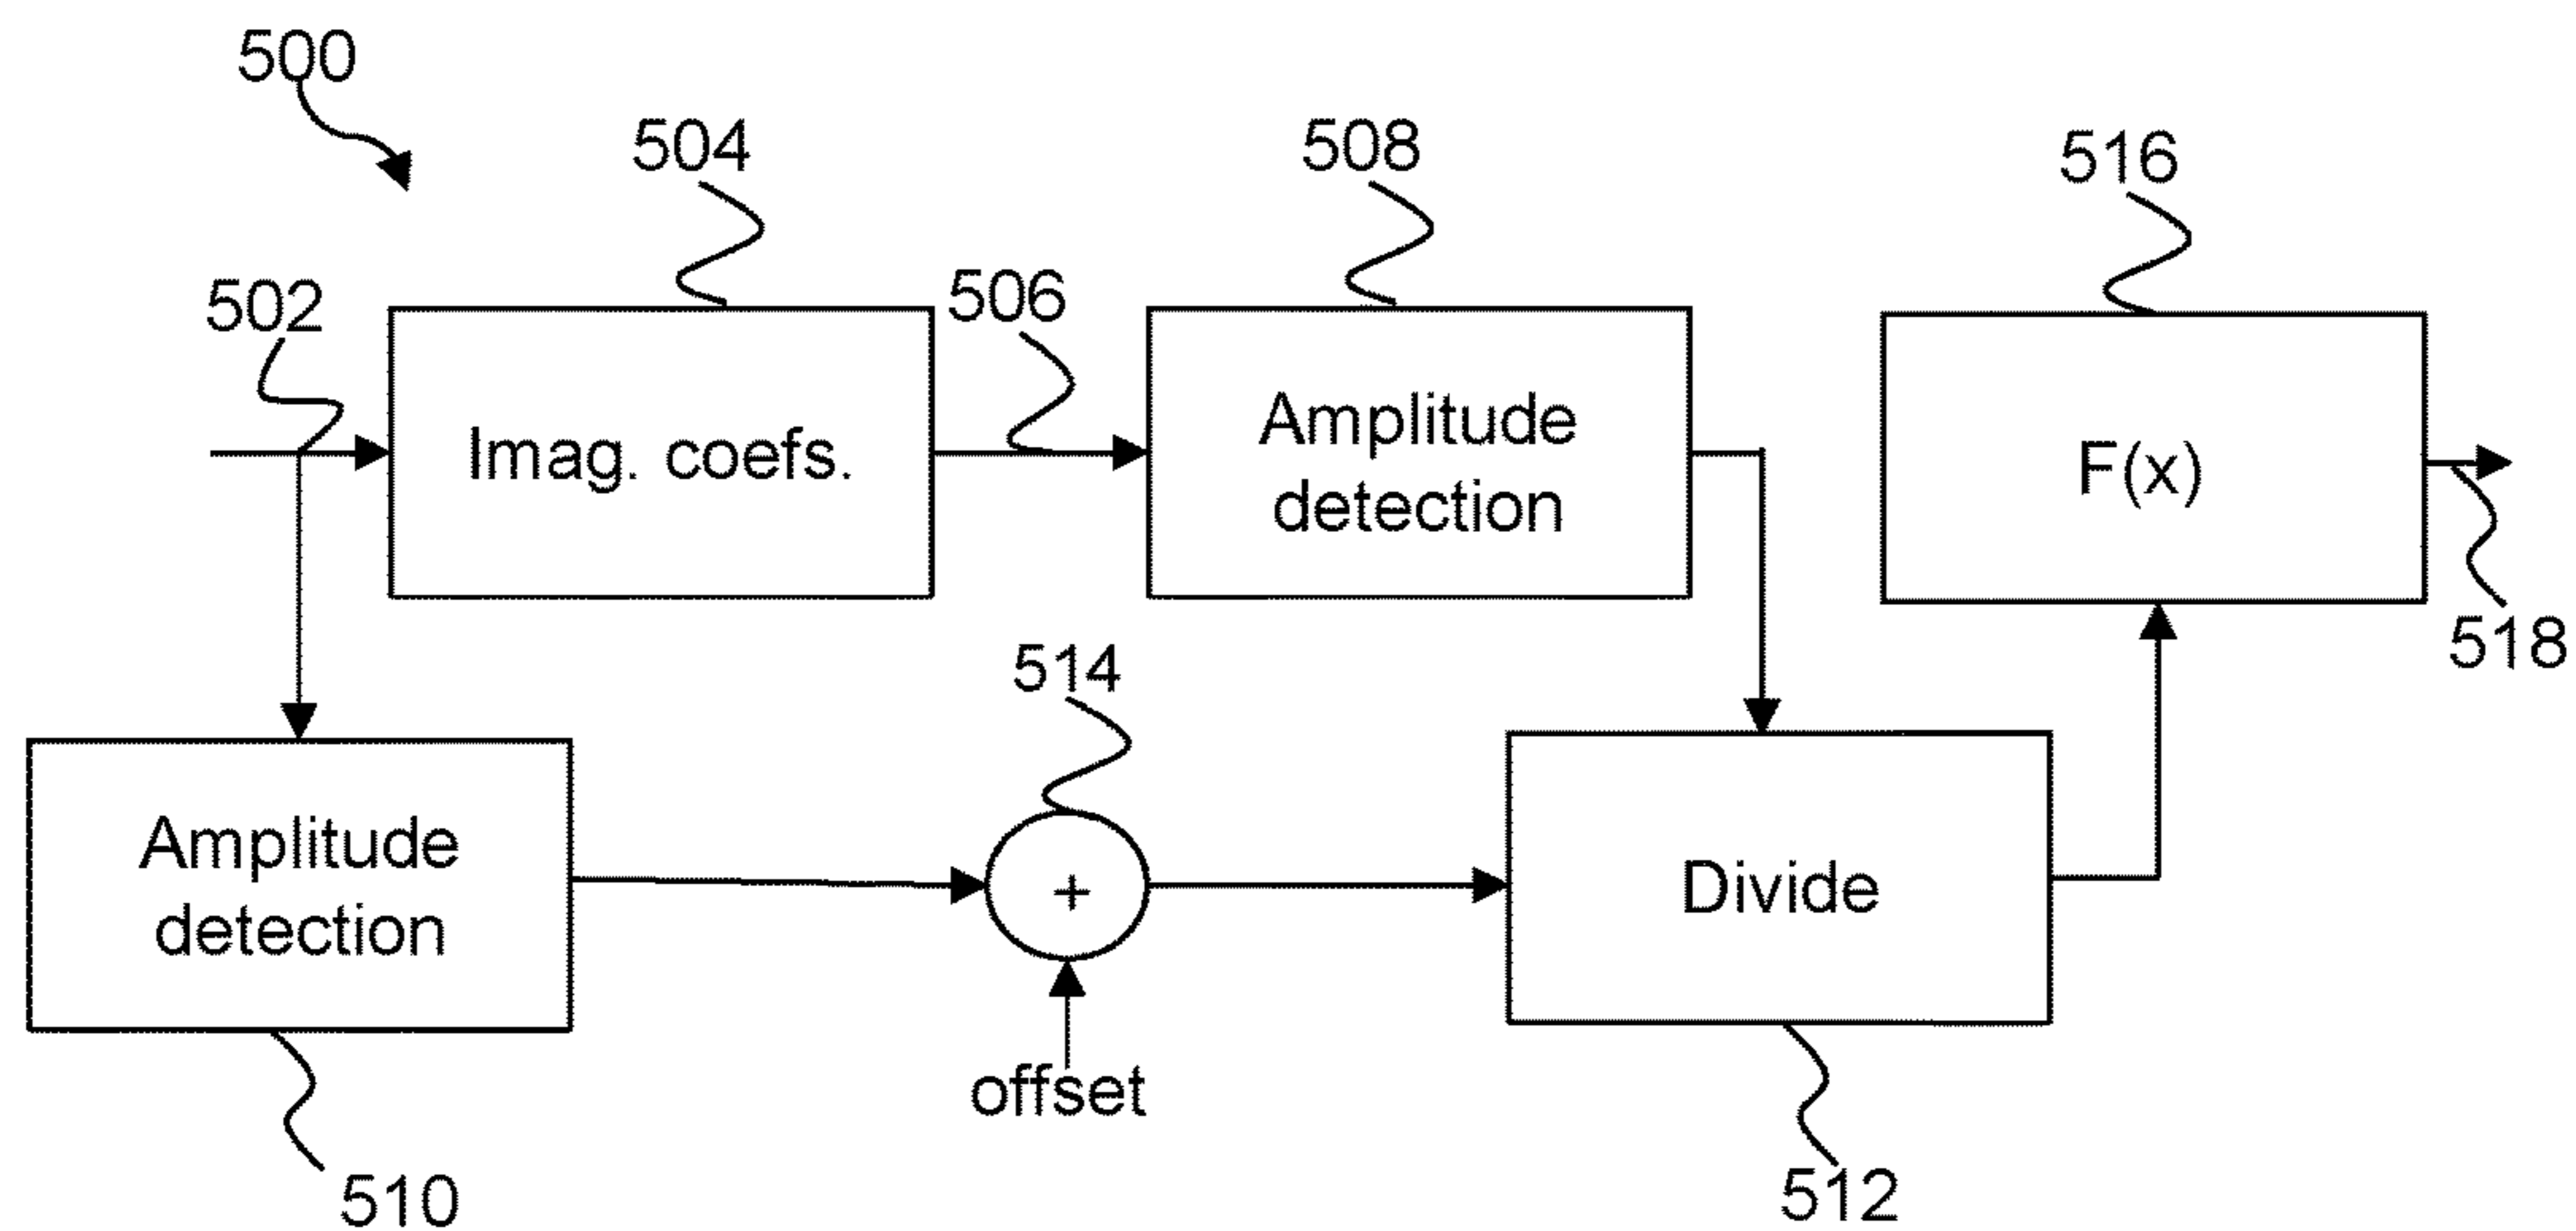 500
504
508
516
502
506
Imag. coefs.
Amplitude
detection
F(x)
518
514
Amplitude
detection
+
Divide
offset
510
512